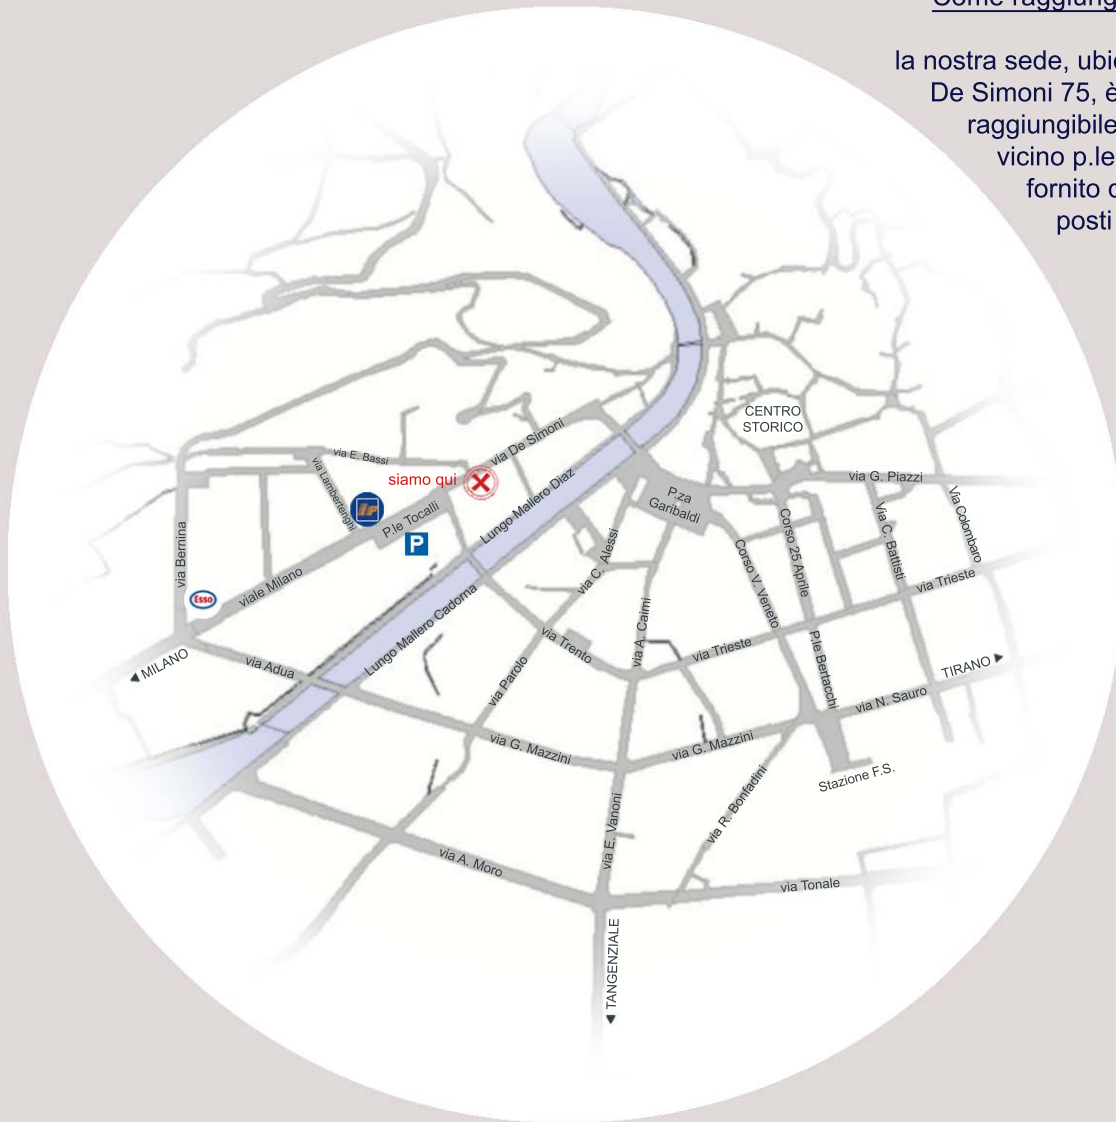 Come raggiung
la nostra sede, ubic
De Simoni 75, è
raggiungibile
vicino p.le
fornito d
posti
CENTRO
STORICO
via De Simoni
via E. Bassi
siamo qui
via Lambertenghi
P.le Tocalli
P
Lungo Mallero Diaz
P.za
Garibaldi
via G. Piazzi
Via Colombaro
Via C. Battisti
Corso 25 Aprile
via C. Alessi
Corso V. Veneto
via Bernina
viale Milano
Esso
via Trieste
Lungo Mallero Cadorna
via A. Caimi
via Trento
via Trieste
P.le Bertacchi
MILANO
via Adua
via Parolo
TIRANO
via N. Sauro
via G. Mazzini
via G. Mazzini
Stazione F.S.
via R. Bonfadini
via E. Vanoni
via A. Moro
via Tonale
TANGENZIALE